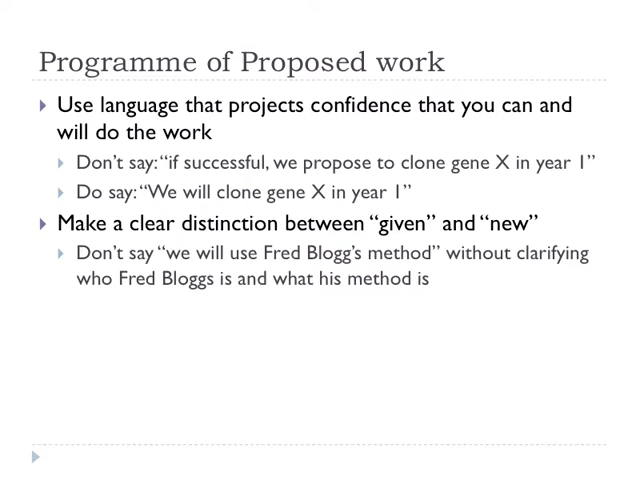 Programme of Proposed work
Use language that projects confidence that you can and
will do the work
Don't say: “if successful, we propose to clone gene X in year 1”
Do say: “We will clone gene X in year 1”
Make a clear distinction between “given” and “new”
Don't say “we will use Fred Blogg's method” without clarifying
who Fred Bloggs is and what his method is